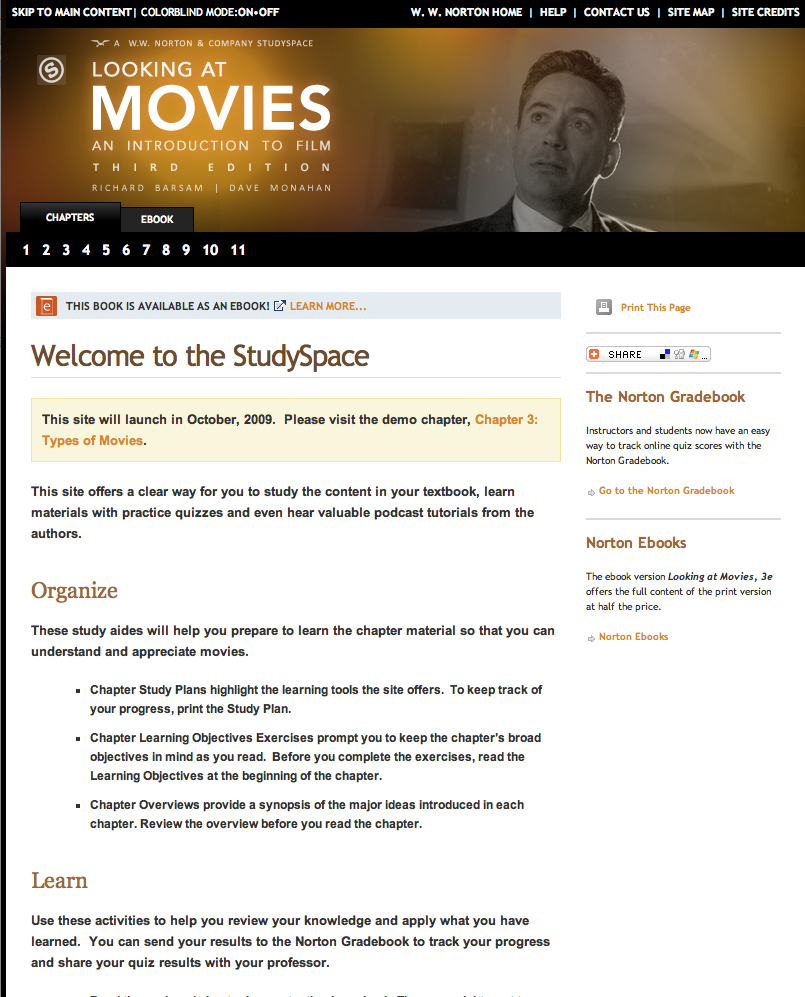 SKIP TO MAIN CONTENT | COLORBLIND MODE:ON•OFF
W. W. NORTON HOME | HELP | CONTACT US | SITE MAP | SITE CREDITS
A W.W. NORTON & COMPANY STUDYSPACE
S
LOOKING AT
MOVIES
AN INTRODUCTION TO FILM
THIRD EDITION
RICHARD BARSAM | DAVE MONAHAN
CHAPTERS
EBOOK
1 2 3 4 5 6 7 8 9 10 11
e THIS BOOK IS AVAILABLE AS AN EBOOK! LEARN MORE...
Welcome to the StudySpace
This site will launch in October, 2009. Please visit the demo chapter, Chapter 3:
Types of Movies.
This site offers a clear way for you to study the content in your textbook, learn
materials with practice quizzes and even hear valuable podcast tutorials from the
authors.
Organize
These study aides will help you prepare to learn the chapter material so that you can
understand and appreciate movies.
▪ Chapter Study Plans highlight the learning tools the site offers. To keep track of
your progress, print the Study Plan.
▪ Chapter Learning Objectives Exercises prompt you to keep the chapter's broad
objectives in mind as you read. Before you complete the exercises, read the
Learning Objectives at the beginning of the chapter.
▪ Chapter Overviews provide a synopsis of the major ideas introduced in each
chapter. Review the overview before you read the chapter.
Learn
Use these activities to help you review your knowledge and apply what you have
learned. You can send your results to the Norton Gradebook to track your progress
and share your quiz results with your professor.
Print This Page
SHARE ...
The Norton Gradebook
Instructors and students now have an easy
way to track online quiz scores with the
Norton Gradebook.
Go to the Norton Gradebook
Norton Ebooks
The ebook version Looking at Movies, 3e
offers the full content of the print version
at half the price.
Norton Ebooks